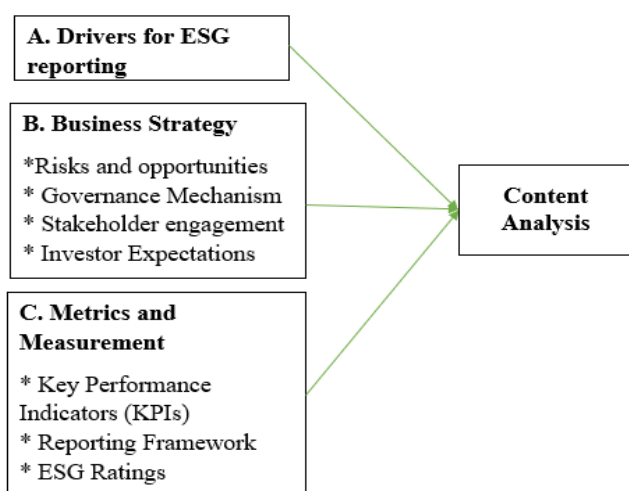 A. Drivers for ESG
reporting
B. Business Strategy
*Risks and opportunities
* Governance Mechanism
* Stakeholder engagement
* Investor Expectations
C. Metrics and
Measurement
* Key Performance
Indicators (KPIs)
* Reporting Framework
* ESG Ratings
Content
Analysis